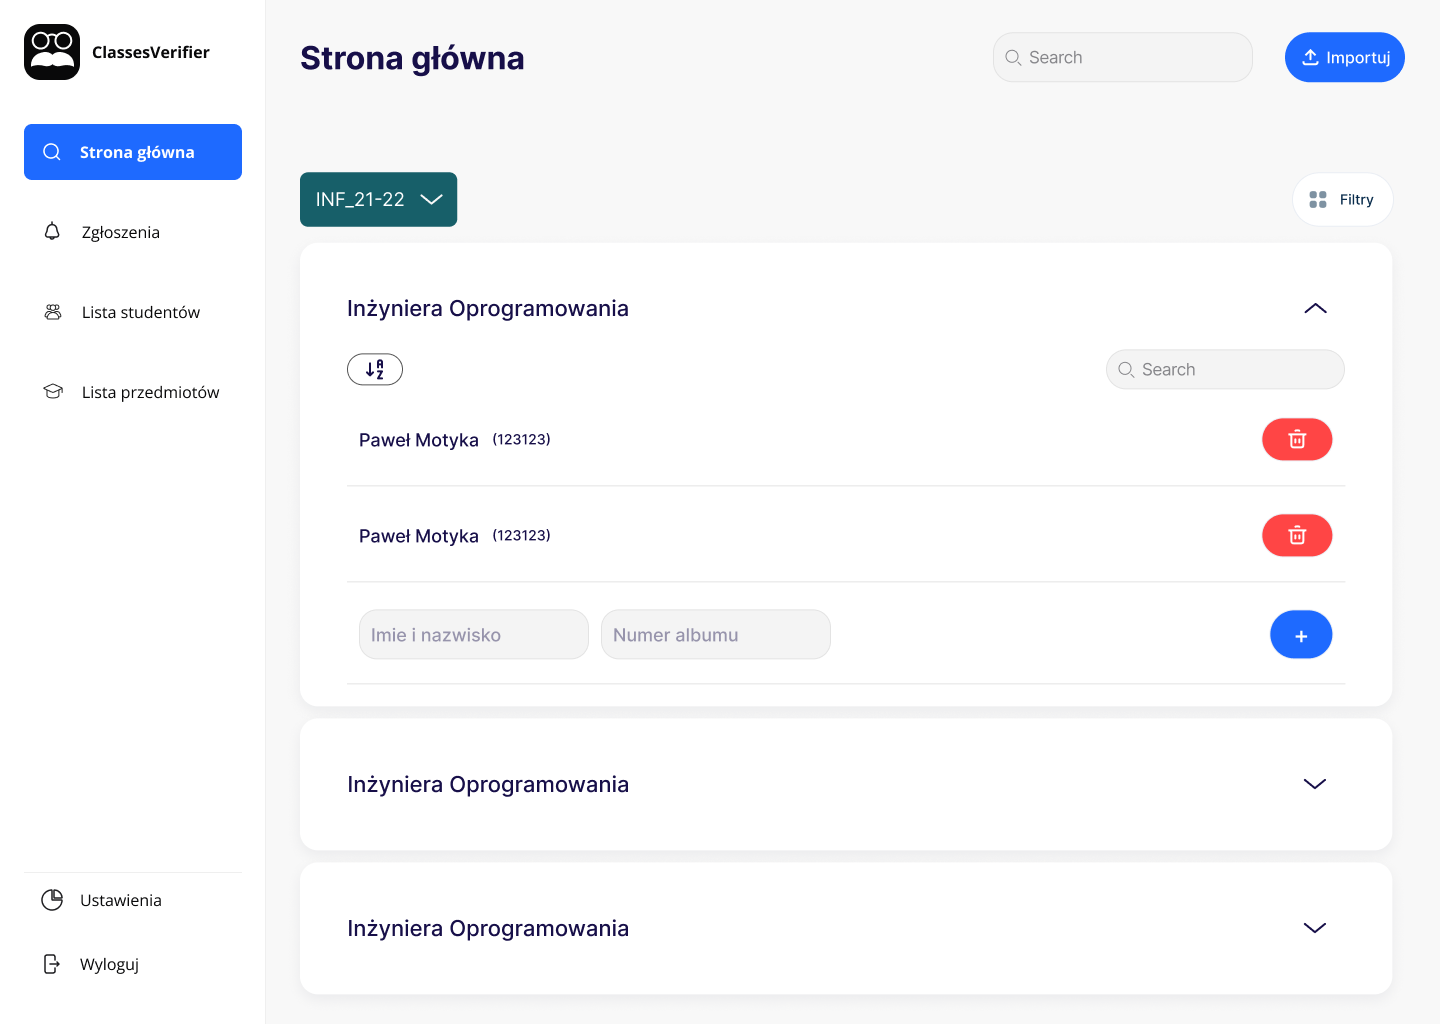 ClassesVerifier
Strona główna
Zgłoszenia
Lista studentów
Lista przedmiotów
Ustawienia
Wyloguj
Strona główna
Search
Importuj
INF_21-22
Filtry
Inżyniera Oprogramowania
A
Z
Search
Paweł Motyka (123123)
Paweł Motyka (123123)
Imie i nazwisko
Numer albumu
+
Inżyniera Oprogramowania
Inżyniera Oprogramowania